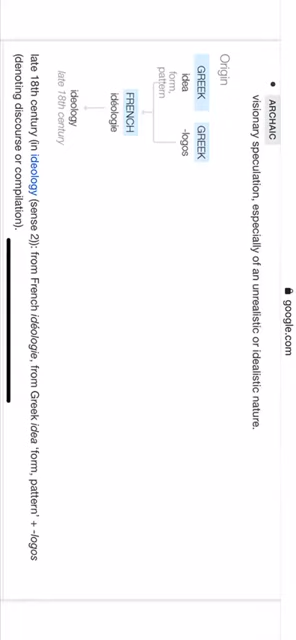 google.com
• ARCHAIC
visionary speculation, especially of an unrealistic or idealistic nature.
Origin
GREEK GREEK
idea -logos
form,
pattern
FRENCH
idéologie
ideology
late 18th century
late 18th century (in ideology (sense 2)): from French idéologie, from Greek idea 'form, pattern' + -logos
(denoting discourse or compilation).